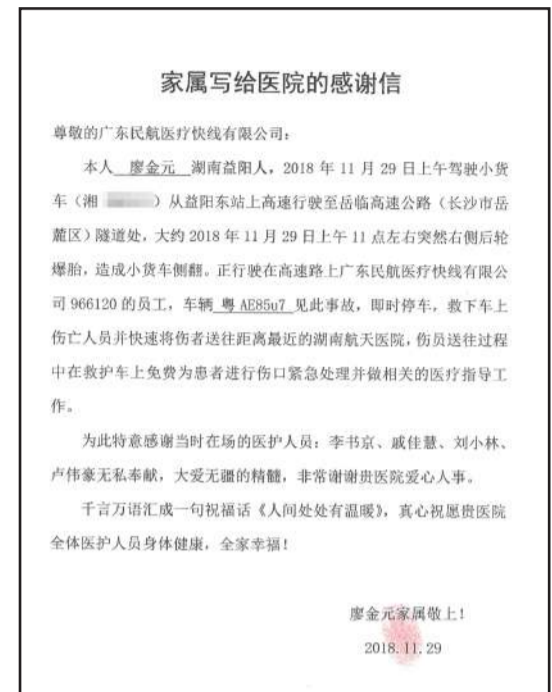 家属写给医院的感谢信
尊敬的广东民航医疗快线有限公司：
本人 廖金元 湖南益阳人，2018 年 11 月 29 日上午驾驶小货
车（湘 ）从益阳东站上高速行驶至岳临高速公路（长沙市岳
麓区）隧道处，大约 2018 年 11 月 29 日上午 11 点左右突然右侧后轮
爆胎，造成小货车侧翻。正行驶在高速路上广东民航医疗快线有限公
司 966120 的员工，车辆 粤 AE85u7 见此事故，即时停车，救下车上
伤亡人员并快速将伤者送往距离最近的湖南航天医院，伤员送往过程
中在救护车上免费为患者进行伤口紧急处理并做相关的医疗指导工
作。
为此特意感谢当时在场的医护人员：李书京、戚佳慧、刘小林、
卢伟豪无私奉献，大爱无疆的精髓，非常谢谢贵医院爱心人事。
千言万语汇成一句祝福话《人间处处有温暖》，真心祝愿贵医院
全体医护人员身体健康，全家幸福！
廖金元家属敬上！
2018.11.29